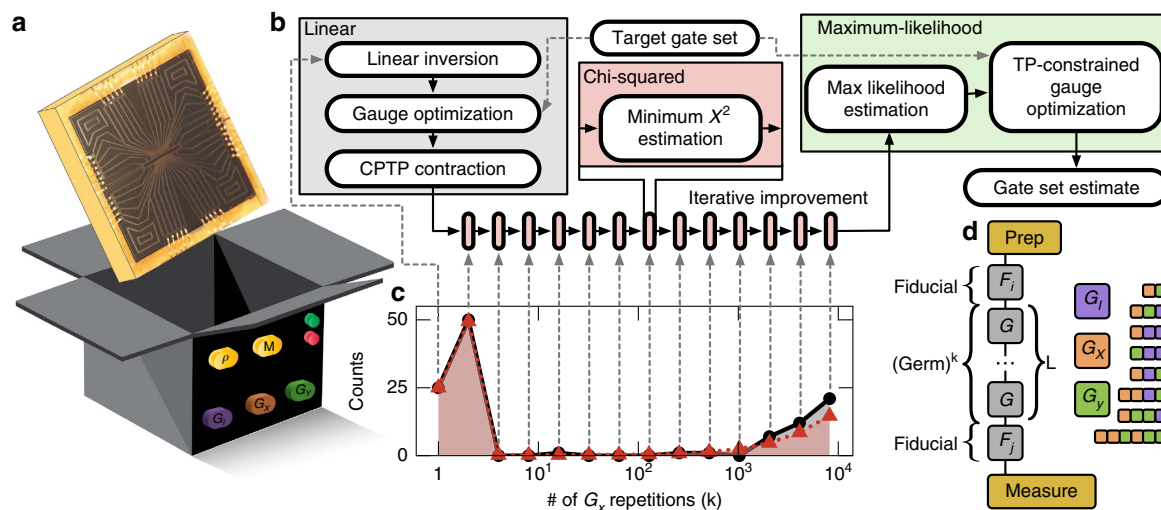 a
ρ
M
G_I
G_X
G_Y
b
Linear
Linear inversion
Gauge optimization
CPTP contraction
Target gate set
Chi-squared
Minimum X²
estimation
Iterative improvement
Maximum-likelihood
Max likelihood
estimation
TP-constrained
gauge
optimization
Gate set estimate
c
Counts
50
25
0
1
10¹
10²
10³
10⁴
# of G_x repetitions (k)
d
Prep
Fiducial
F_i
(Germ)^k
G
...
G
L
Fiducial
F_j
Measure
G_I
G_X
G_y